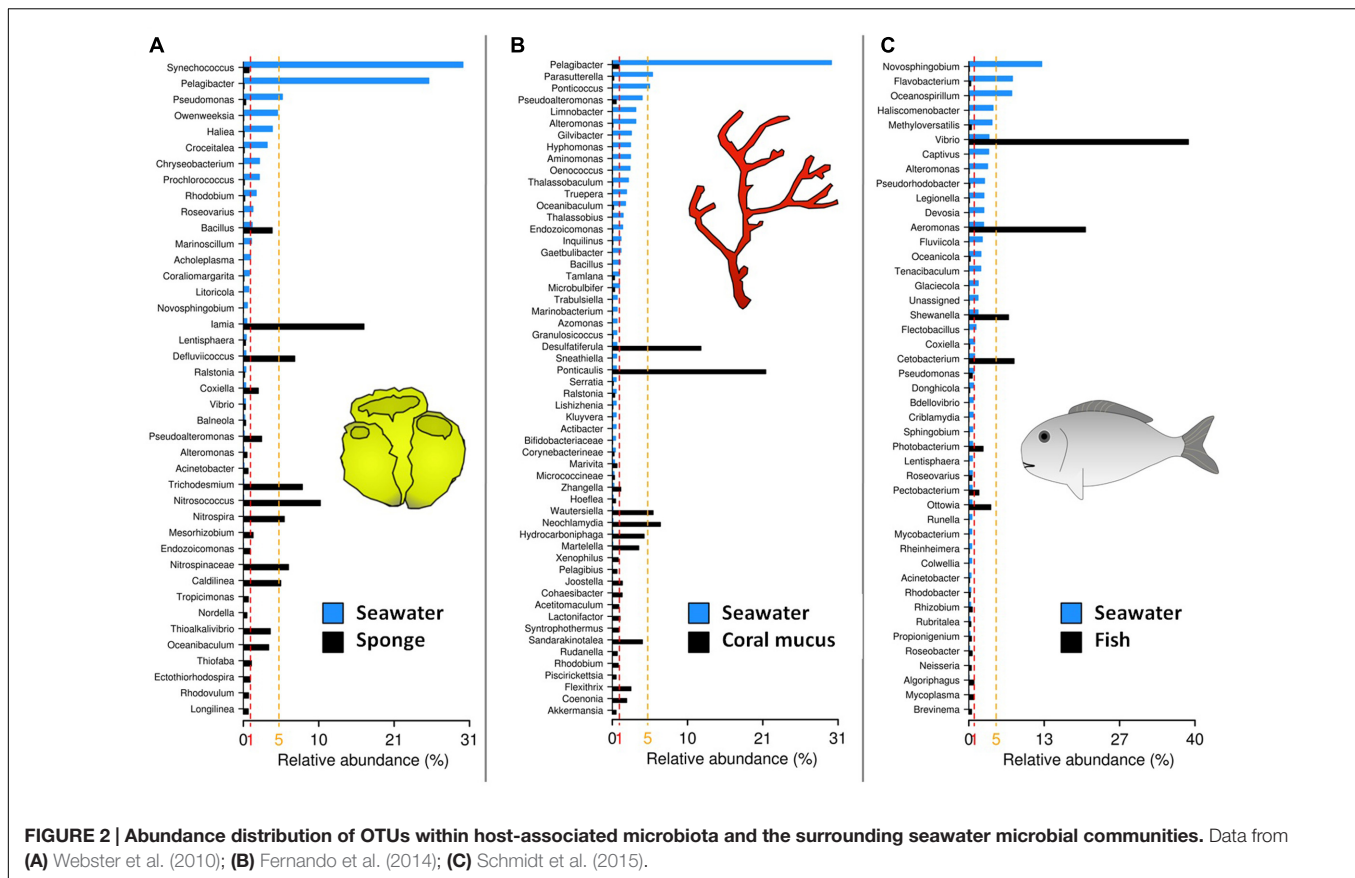 A
Synechococcus
Pelagibacter
Pseudomonas
Owenweeksia
Haliea
Croceitalea
Chryseobacterium
Prochlorococcus
Rhodobium
Roseovarius
Bacillus
Marinoscillum
Acholeplasma
Coraliomargarita
Litoricola
Novosphingobium
Iamia
Lentisphaera
Defluviicoccus
Ralstonia
Coxiella
Vibrio
Balneola
Pseudoalteromonas
Alteromonas
Acinetobacter
Trichodesmium
Nitrosococcus
Nitrospira
Mesorhizobium
Endozoicomonas
Nitrospinaceae
Caldilinea
Tropicimonas
Nordella
Thioalkalivibrio
Oceanibaculum
Thiofaba
Ectothiorhodospira
Rhodovulum
Longilinea
Seawater
Sponge
0 1 5 10 21 31
Relative abundance (%)
B
Pelagibacter
Parasutterella
Ponticoccus
Pseudoalteromonas
Limnobacter
Alteromonas
Gilvibacter
Hyphomonas
Aminomonas
Oenococcus
Thalassobaculum
Truepera
Oceanibaculum
Thalassobius
Endozoicomonas
Inquilinus
Gaetbulibacter
Bacillus
Tamlana
Microbulbifer
Trabulsiella
Marinobacterium
Azomonas
Granulosicoccus
Desulfatiferula
Sneathiella
Ponticaulis
Serratia
Ralstonia
Lishizhenia
Kluyvera
Actibacter
Bifidobacteriaceae
Corynebacterineae
Marivita
Micrococcineae
Zhangella
Hoeflea
Wautersiella
Neochlamydia
Hydrocarboniphaga
Martelella
Xenophilus
Pelagibius
Joostella
Cohaesibacter
Acetitomaculum
Lactonifactor
Syntrophothermus
Sandarakinotalea
Rudanella
Rhodobium
Piscirickettsia
Flexithrix
Coenonia
Akkermansia
Seawater
Coral mucus
0 1 5 10 21 31
Relative abundance (%)
C
Novosphingobium
Flavobacterium
Oceanospirillum
Haliscomenobacter
Methyloversatilis
Vibrio
Captivus
Alteromonas
Pseudorhodobacter
Legionella
Devosia
Aeromonas
Fluviicola
Oceanicola
Tenacibaculum
Glaciecola
Unassigned
Shewanella
Flectobacillus
Coxiella
Cetobacterium
Pseudomonas
Donghicola
Bdellovibrio
Criblamydia
Sphingobium
Photobacterium
Lentisphaera
Roseovarius
Pectobacterium
Ottowia
Runella
Mycobacterium
Rheinheimera
Colwellia
Acinetobacter
Rhodobacter
Rhizobium
Rubritalea
Propionigenium
Roseobacter
Neisseria
Algoriphagus
Mycoplasma
Brevinema
Seawater
Fish
0 1 5 13 27 40
Relative abundance (%)
FIGURE 2 | Abundance distribution of OTUs within host-associated microbiota and the surrounding seawater microbial communities. Data from
(A) Webster et al. (2010); (B) Fernando et al. (2014); (C) Schmidt et al. (2015).